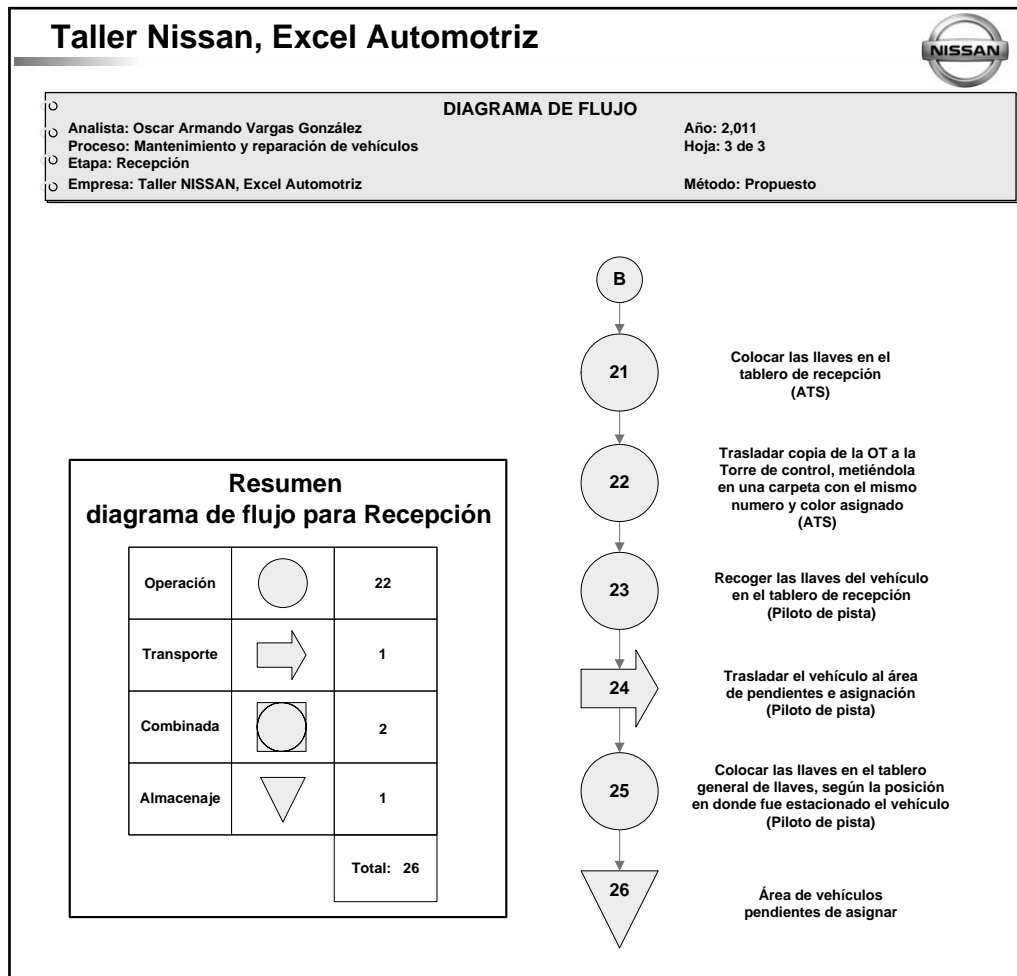 Taller Nissan, Excel Automotriz
NISSAN
DIAGRAMA DE FLUJO
Analista: Oscar Armando Vargas González
Año: 2,011
Proceso: Mantenimiento y reparación de vehículos
Hoja: 3 de 3
Etapa: Recepción
Empresa: Taller NISSAN, Excel Automotriz
Método: Propuesto
B
21
Colocar las llaves en el
tablero de recepción
(ATS)
22
Trasladar copia de la OT a la
Torre de control, metiéndola
en una carpeta con el mismo
numero y color asignado
(ATS)
23
Recoger las llaves del vehículo
en el tablero de recepción
(Piloto de pista)
24
Trasladar el vehículo al área
de pendientes e asignación
(Piloto de pista)
25
Colocar las llaves en el tablero
general de llaves, según la posición
en donde fue estacionado el vehículo
(Piloto de pista)
26
Área de vehículos
pendientes de asignar
Resumen
diagrama de flujo para Recepción
Operación
22
Transporte
1
Combinada
2
Almacenaje
1
Total: 26